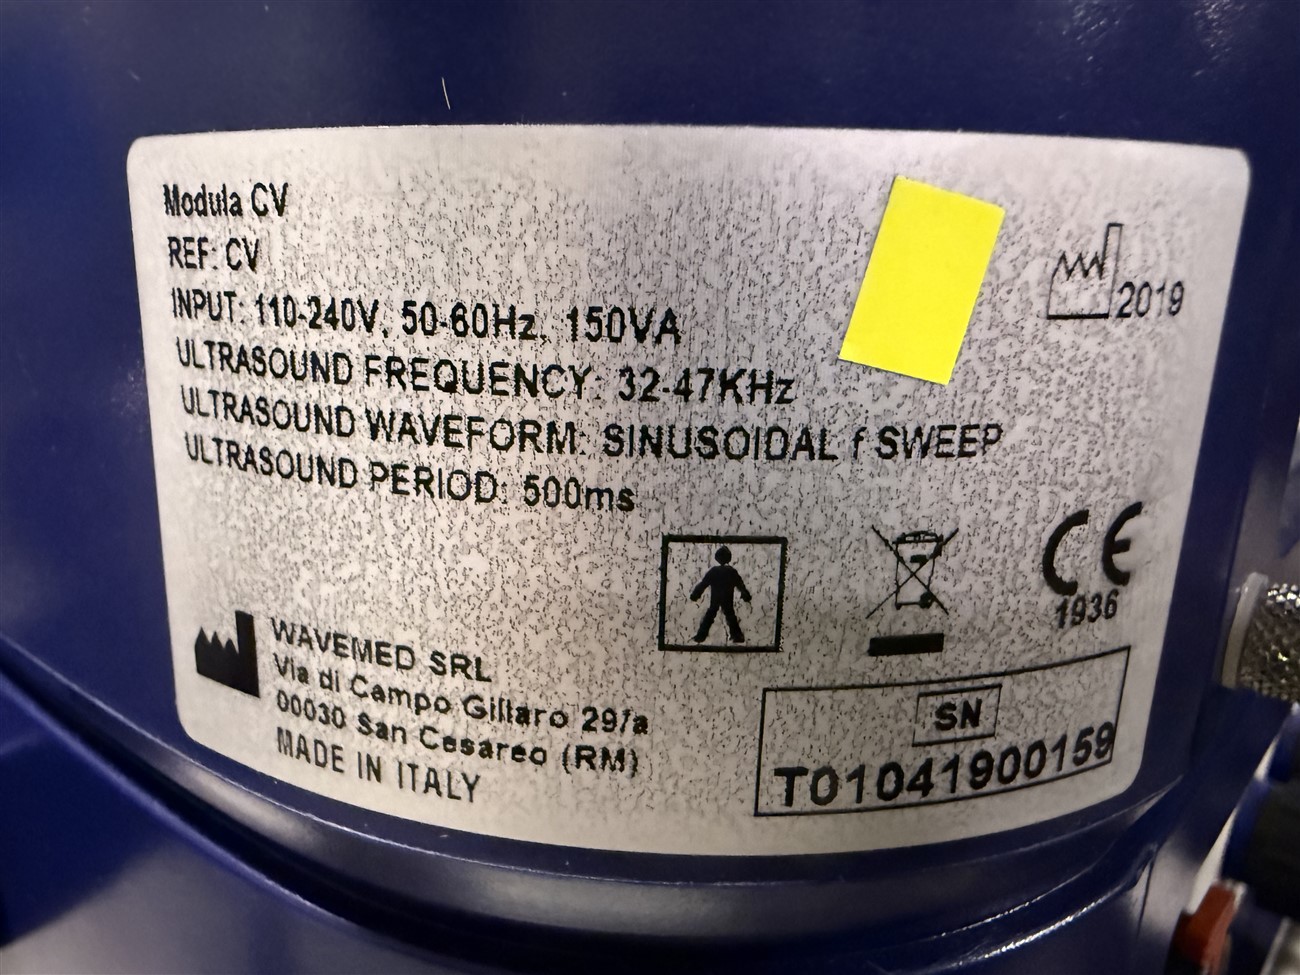 Modula CV
REF: CV
INPUT: 110-240V, 50-60Hz, 150VA
ULTRASOUND FREQUENCY: 32-47KHz
ULTRASOUND WAVEFORM: SINUSOIDAL f SWEEP
ULTRASOUND PERIOD: 500ms
2019
CE
1936
WAVEMED SRL
Via di Campo Gillaro 29/a
00030 San Cesareo (RM)
MADE IN ITALY
SN
T01041900159